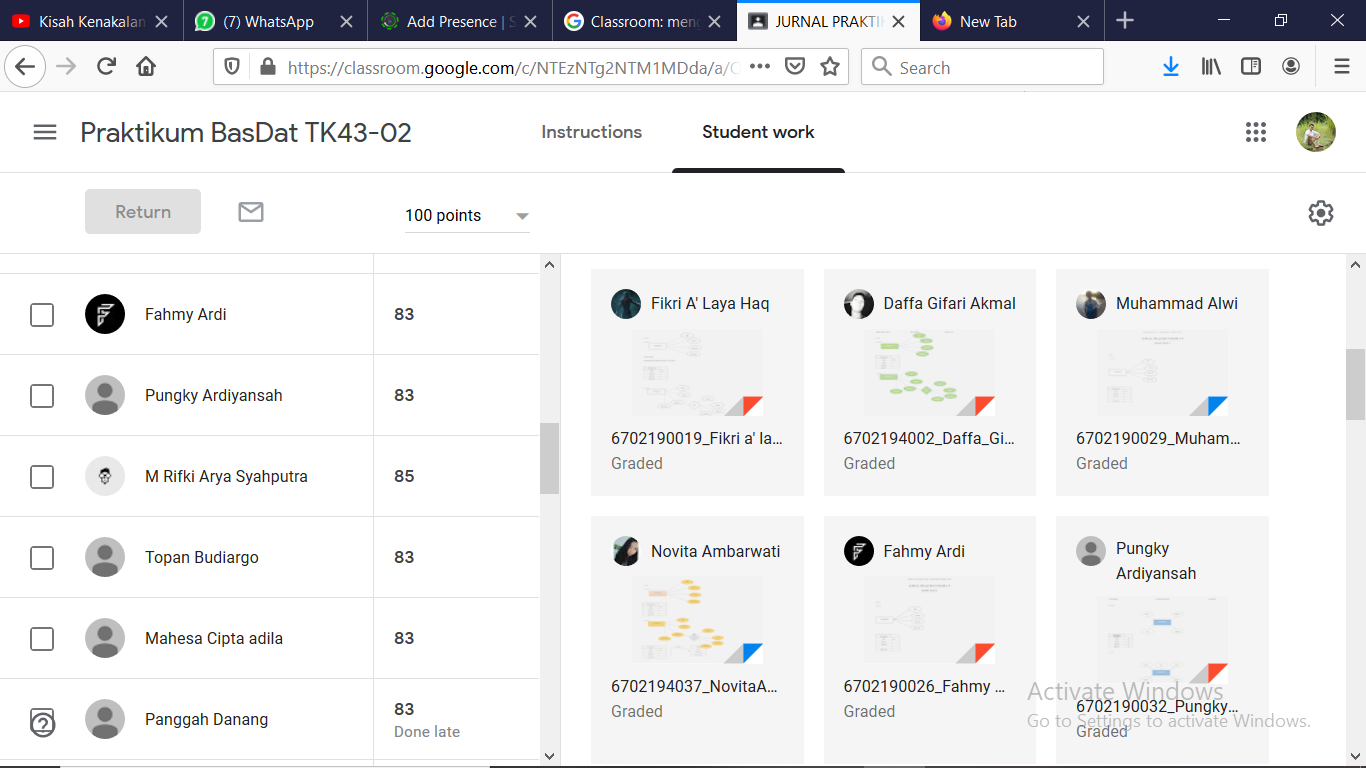 Kisah Kenakalan
(7) WhatsApp
Add Presence | S
Classroom: men
JURNAL PRAKTI
New Tab
https://classroom.google.com/c/NTEzNTg2NTM1MDda/a/
Search
Praktikum BasDat TK43-02
Instructions
Student work
Return
100 points
Fahmy Ardi
83
Pungky Ardiyansah
83
M Rifki Arya Syahputra
85
Topan Budiargo
83
Mahesa Cipta adila
83
Panggah Danang
83
Done late
Fikri A' Laya Haq
6702190019_Fikri a' la...
Graded
Daffa Gifari Akmal
6702194002_Daffa_Gi...
Graded
Muhammad Alwi
6702190029_Muham...
Graded
Novita Ambarwati
6702194037_NovitaA...
Graded
Fahmy Ardi
6702190026_Fahmy ...
Graded
Pungky
Ardiyansah
6702190032_Pungky...
Graded
Activate Windows
Go to Settings to activate Windows.